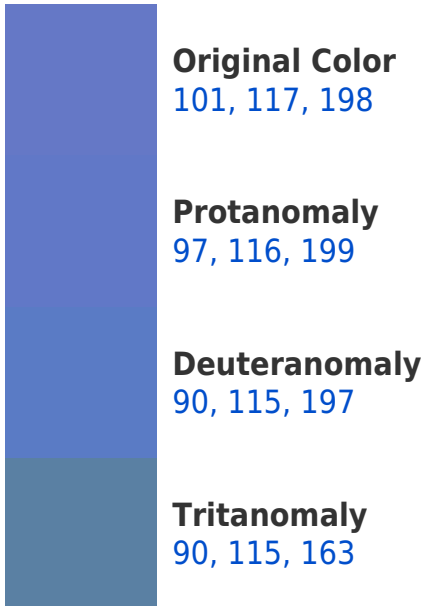 Original Color
101, 117, 198
Protanomaly
97, 116, 199
Deuteranomaly
90, 115, 197
Tritanomaly
90, 115, 163